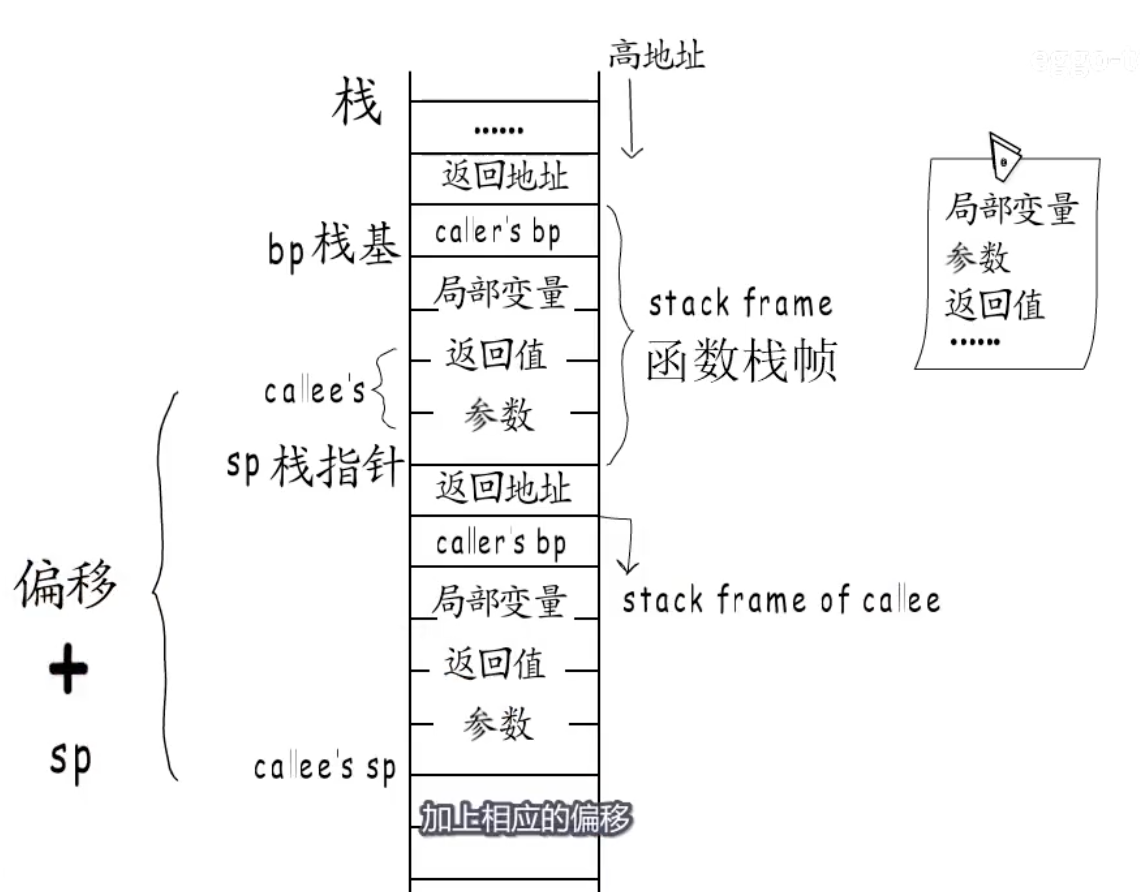 高地址
栈
......
返回地址
caller's bp
bp栈基
局部变量
返回值
callee's
参数
sp栈指针
stack frame
函数栈帧
局部变量
参数
返回值
......
返回地址
caller's bp
局部变量
stack frame of callee
返回值
参数
callee's sp
偏移
+
sp
加上相应的偏移